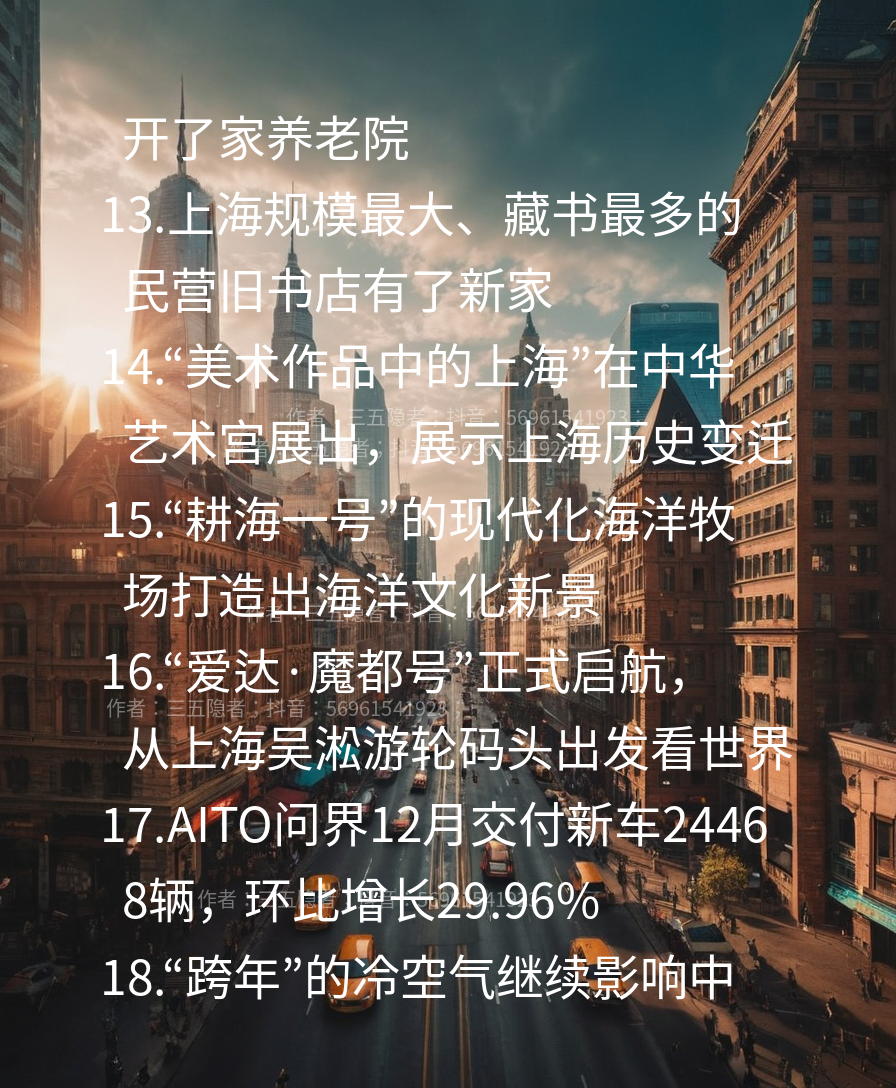 开了家养老院
13.上海规模最大、藏书最多的
民营旧书店有了新家
14.“美术作品中的上海”在中华
作者：三五隐者；抖音：56961541923；
艺术宫展出，展示上海历史变迁
15.“耕海一号”的现代化海洋牧
场打造出海洋文化新景
16.“爱达·魔都号”正式启航，
作者：三五隐者；抖音：56961541923；
从上海吴淞游轮码头出发看世界
17.AITO问界12月交付新车2446
8辆，环比增长29.96%
18.“跨年”的冷空气继续影响中